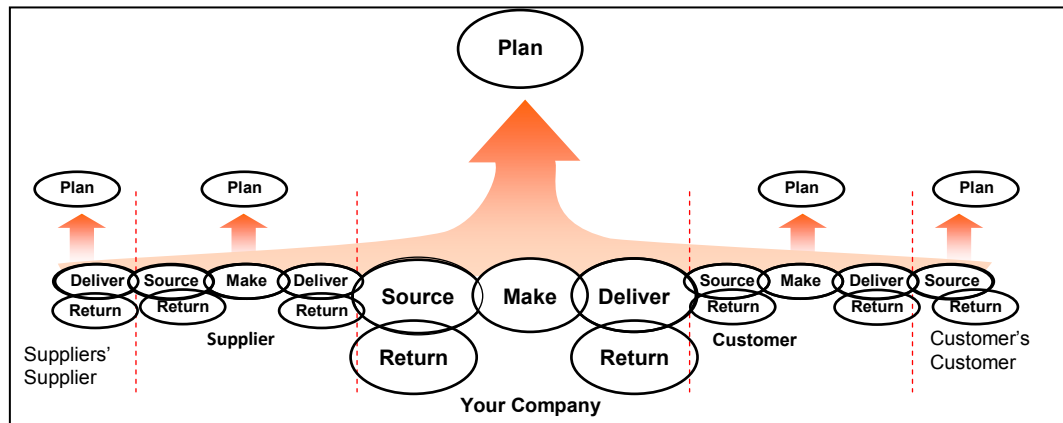 Plan
Plan
Plan
Plan
Plan
Deliver
Source
Make
Deliver
Source
Make
Deliver
Source
Make
Deliver
Source
Return
Return
Return
Return
Return
Return
Return
Return
Suppliers’
Supplier
Supplier
Your Company
Customer
Customer’s
Customer